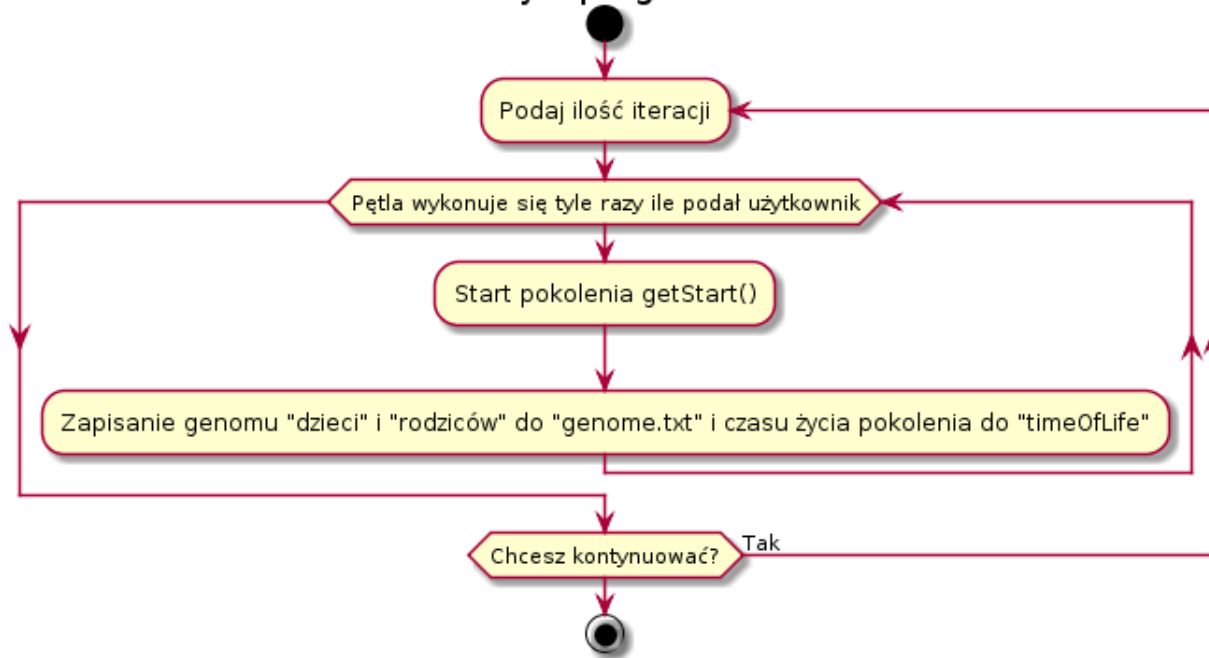 Podaj ilość iteracji
Pętla wykonuje się tyle razy ile podał użytkownik
Start pokolenia getStart()
Zapisanie genomu "dzieci" i "rodziców" do "genome.txt" i czasu życia pokolenia do "timeOfLife"
Chcesz kontynuować?
Tak